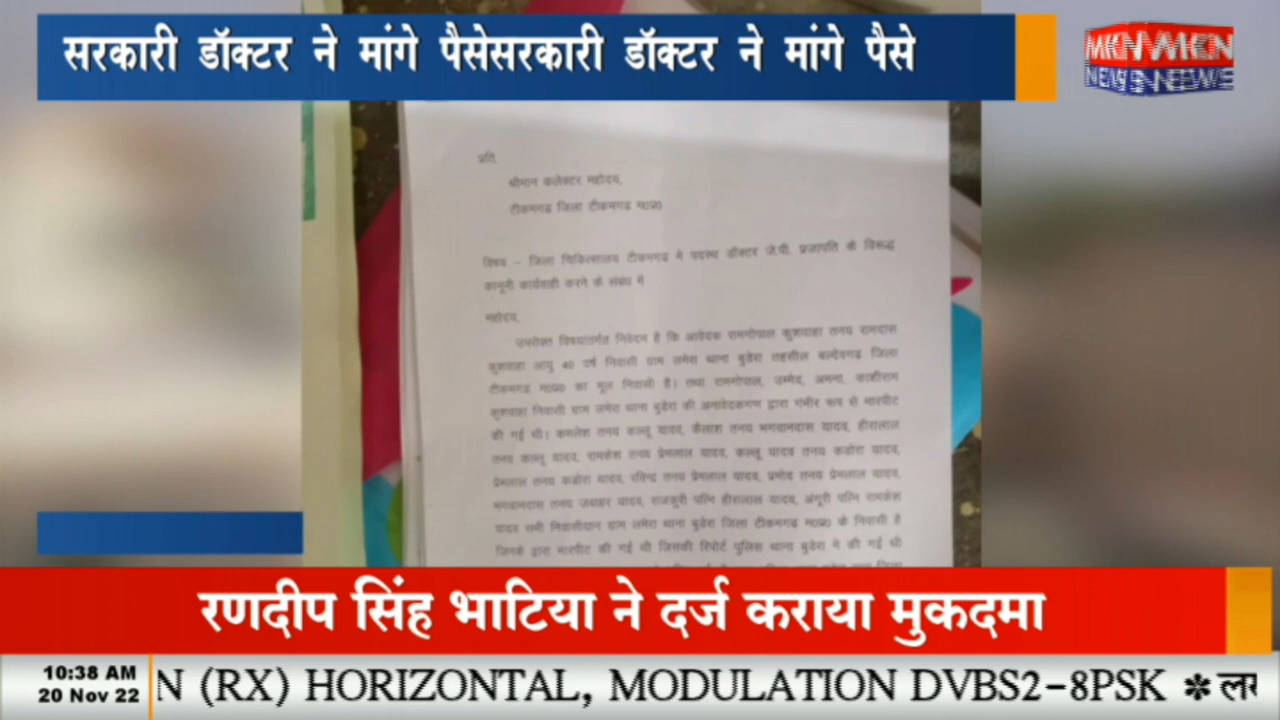 सरकारी डॉक्टर ने मांगे पैसेसरकारी डॉक्टर ने मांगे पैसे
प्रति,
श्रीमान कलेक्टर महोदय,
टीकमगढ जिला टीकमगढ म0प्र0
विषय – जिला चिकित्सालय टीकमगढ मे पदस्थ डॉक्टर जे.पी. प्रजापति के विरूद्ध
कानूनी कार्यवाही करने के संबंध में
महोदय,
उपरोक्त विषयांतर्गत निवेदन है कि आवेदक रामगोपाल कुशवाहा तनय रामदास
कुशवाहा आयु 40 वर्ष निवासी ग्राम लमेरा थाना बुडेरा तहसील बल्देवगढ जिला
टीकमगढ म0प्र0 का मूल निवासी है। तथा रामगोपाल, उम्मेद, अमना, काशीराम
कुशवाहा निवासी ग्राम लमेरा थाना बुडेरा की अनावेदकगण द्वारा गंभीर रूप से मारपीट
की गई थी। कमलेश तनय कल्लू यादव, कैलाश तनय भगवानदास यादव, हीरालाल
तनय कल्लू यादव, रामकेश तनय प्रेमलाल यादव, कल्लू यादव तनय कडोरा यादव,
प्रेमलाल तनय कडोरा यादव, रविन्द्र तनय प्रेमलाल यादव, प्रमोद तनय प्रेमलाल यादव,
भगवानदास तनय जवाहर यादव, राजसुरी पत्नि हीरालाल यादव, अंगूरी पत्नि रामकेश
यादव सभी निवासीयान ग्राम लमेरा थाना बुडेरा जिला टीकमगढ म0प्र0 के निवासी है
जिनके द्वारा मारपीट की गई थी जिसकी रिपोर्ट पुलिस थाना बुडेरा मे की गई थी
रणदीप सिंह भाटिया ने दर्ज कराया मुकदमा
10:38 AM
20 Nov 22
N (RX) HORIZONTAL, MODULATION DVBS2-8PSK ✽